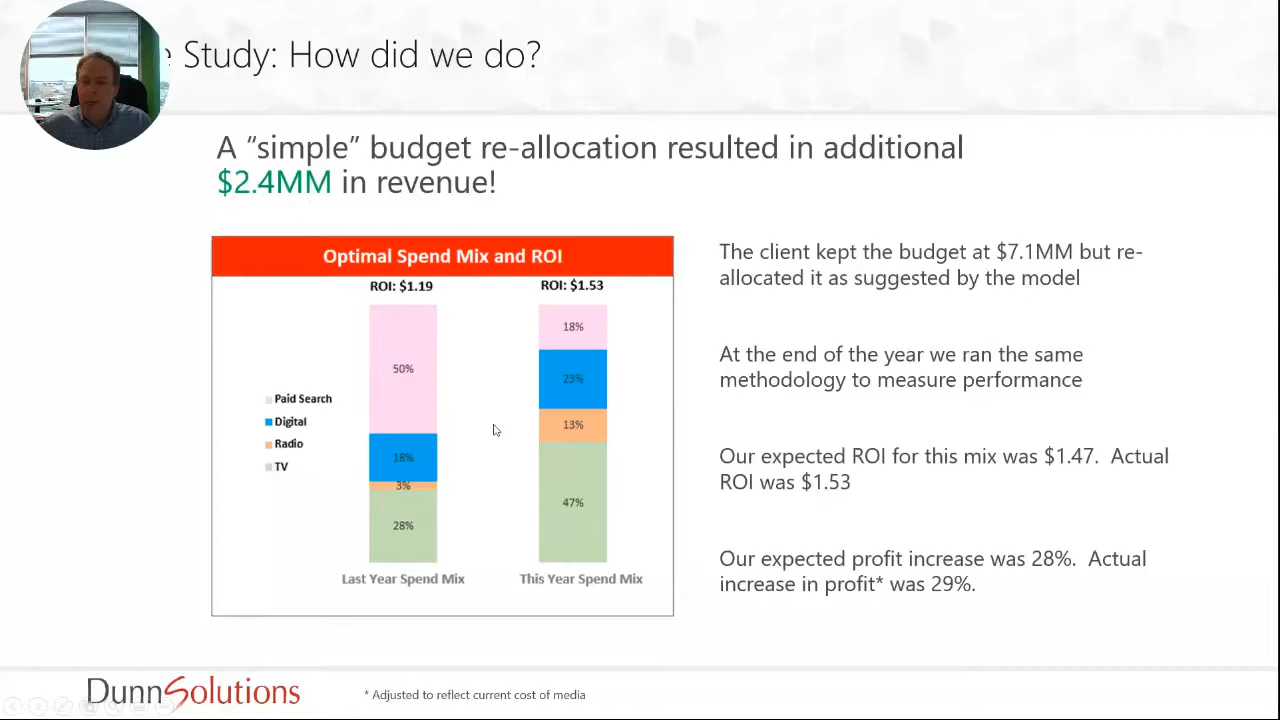 Study: How did we do?
A “simple” budget re-allocation resulted in additional
$2.4MM in revenue!
Optimal Spend Mix and ROI
ROI: $1.19
ROI: $1.53
50%
18%
3%
28%
18%
23%
13%
47%
Paid Search
Digital
Radio
TV
Last Year Spend Mix
This Year Spend Mix
The client kept the budget at $7.1MM but re-
allocated it as suggested by the model
At the end of the year we ran the same
methodology to measure performance
Our expected ROI for this mix was $1.47.  Actual
ROI was $1.53
Our expected profit increase was 28%.  Actual
increase in profit* was 29%.
DunnSolutions
* Adjusted to reflect current cost of media